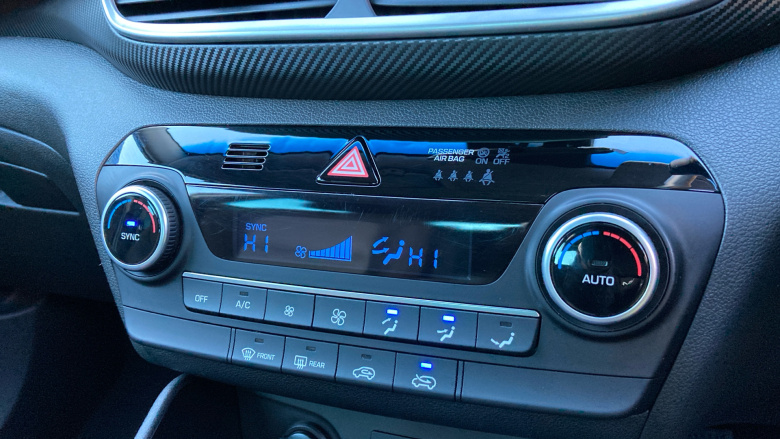 PASSENGER
AIR BAG ON OFF
SYNC
HI HI
SYNC
AUTO
OFF A/C
FRONT REAR